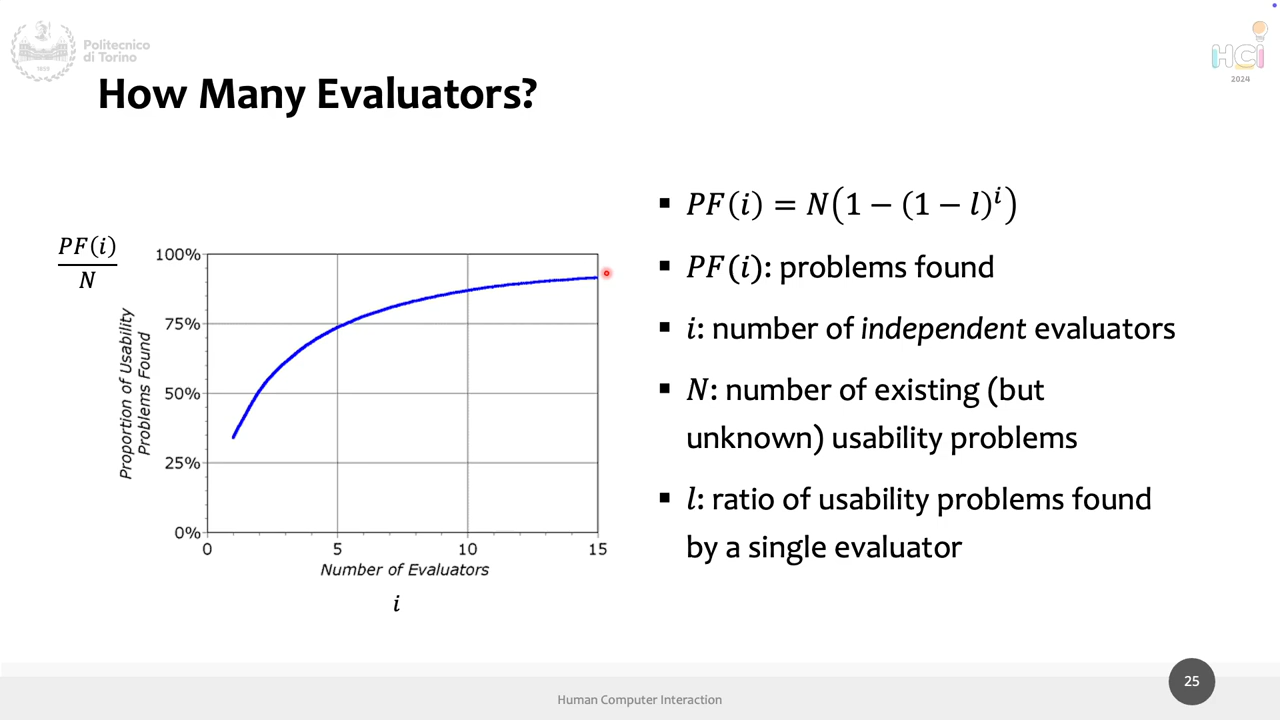 Politecnico
di Torino
1859
HCI
2024
How Many Evaluators?
PF(i)
N
100%
75%
50%
25%
0%
Proportion of Usability
Problems Found
0 5 10 15
Number of Evaluators
i
▪ PF(i) = N(1 − (1 − l)^i)
▪ PF(i): problems found
▪ i: number of independent evaluators
▪ N: number of existing (but
unknown) usability problems
▪ l: ratio of usability problems found
by a single evaluator
Human Computer Interaction
25